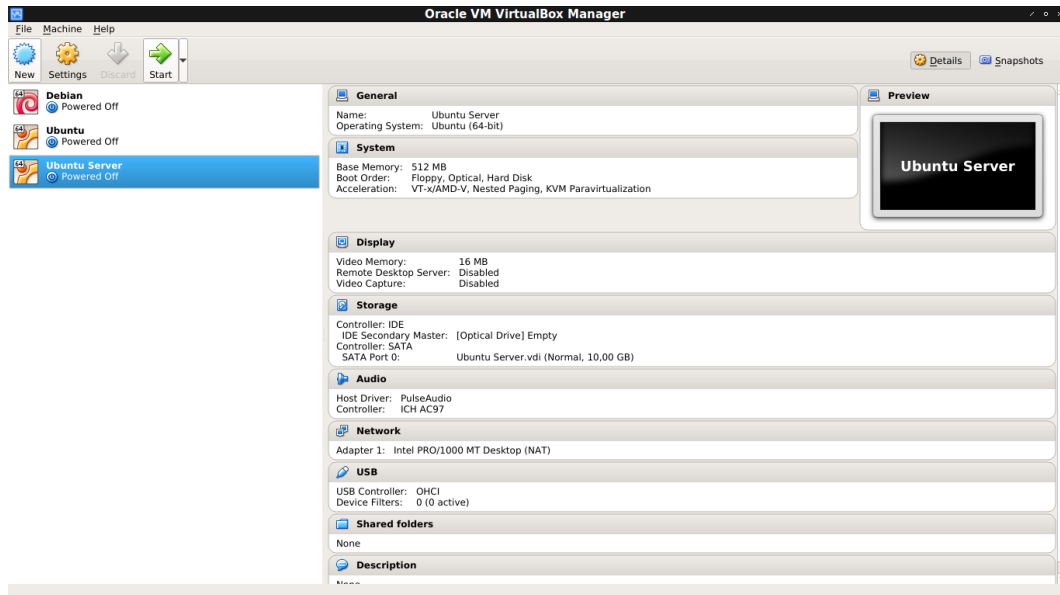 Oracle VM VirtualBox Manager
File Machine Help
New Settings Discard Start
Details Snapshots
64 Debian
Powered Off
64 Ubuntu
Powered Off
64 Ubuntu Server
Powered Off
General
Name: Ubuntu Server
Operating System: Ubuntu (64-bit)
System
Base Memory: 512 MB
Boot Order: Floppy, Optical, Hard Disk
Acceleration: VT-x/AMD-V, Nested Paging, KVM Paravirtualization
Preview
Ubuntu Server
Display
Video Memory: 16 MB
Remote Desktop Server: Disabled
Video Capture: Disabled
Storage
Controller: IDE
IDE Secondary Master: [Optical Drive] Empty
Controller: SATA
SATA Port 0: Ubuntu Server.vdi (Normal, 10,00 GB)
Audio
Host Driver: PulseAudio
Controller: ICH AC97
Network
Adapter 1: Intel PRO/1000 MT Desktop (NAT)
USB
USB Controller: OHCI
Device Filters: 0 (0 active)
Shared folders
None
Description
None